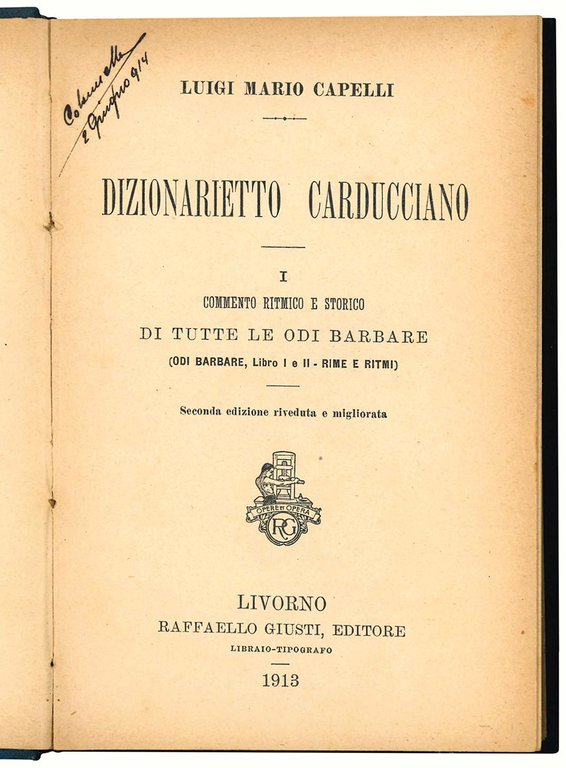 2 Giugno 914
LUIGI MARIO CAPELLI
DIZIONARIETTO CARDUCCIANO
I
COMMENTO RITMICO E STORICO
DI TUTTE LE ODI BARBARE
(ODI BARBARE, Libro I e II - RIME E RITMI)
Seconda edizione riveduta e migliorata
OPERE ET OPERA
RG
LIVORNO
RAFFAELLO GIUSTI, EDITORE
LIBRAIO-TIPOGRAFO
1913